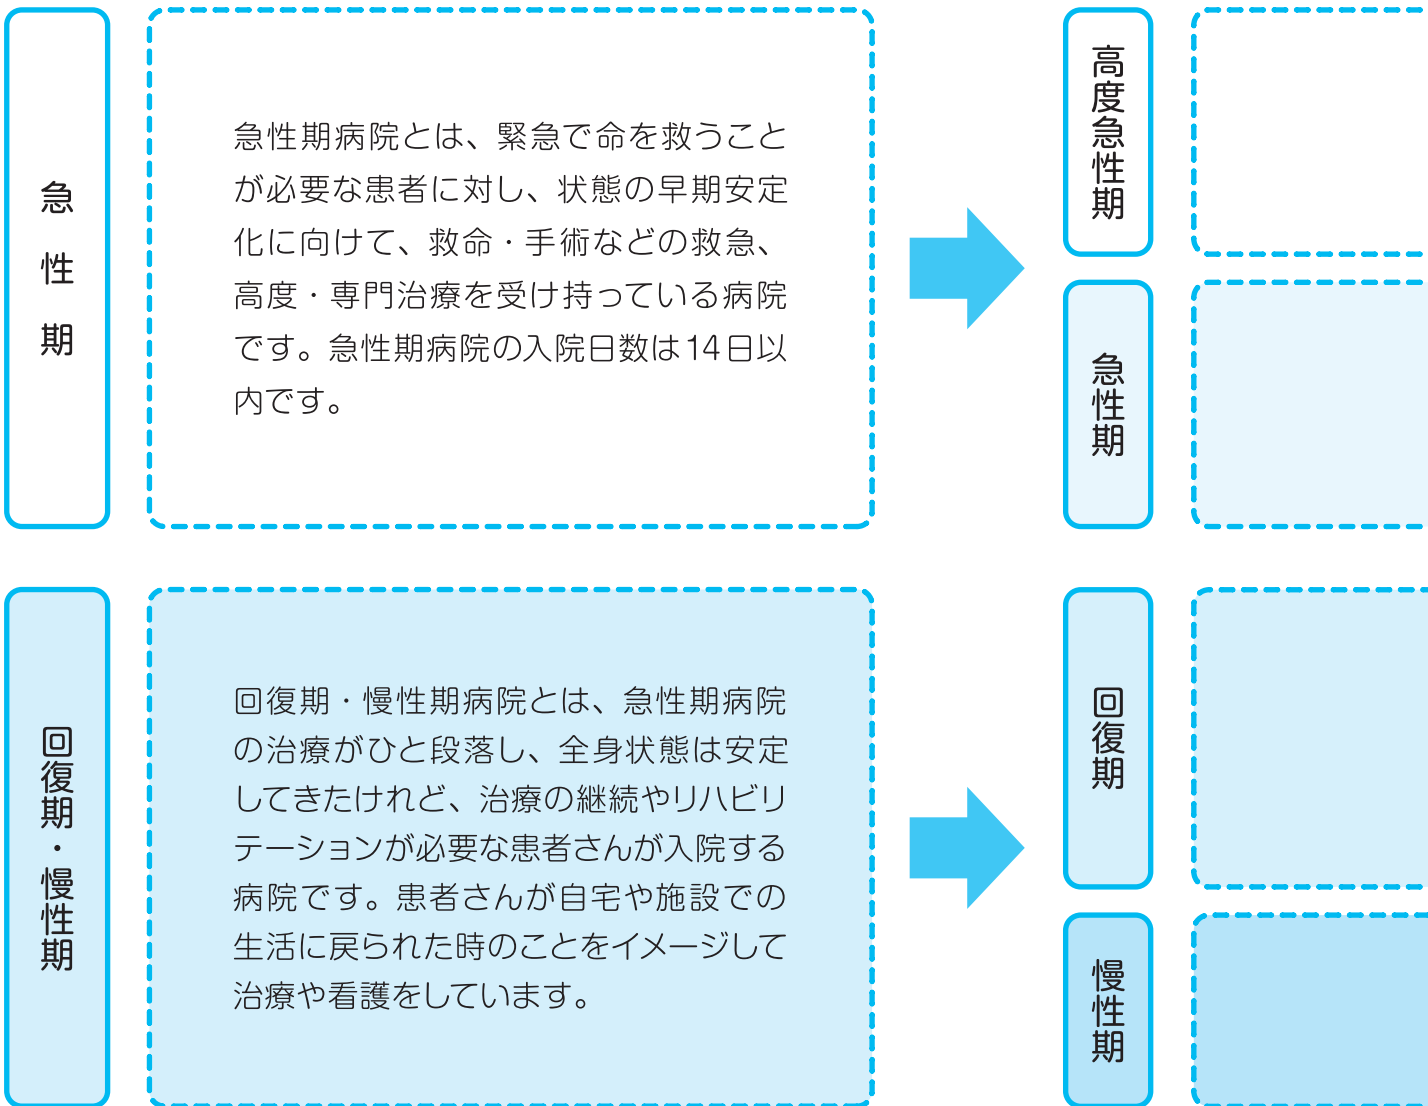 急性期
急性期病院とは、緊急で命を救うこと
が必要な患者に対し、状態の早期安定
化に向けて、救命・手術などの救急、
高度・専門治療を受け持っている病院
です。急性期病院の入院日数は14日以
内です。
高度急性期
急性期
回復期・慢性期
回復期・慢性期病院とは、急性期病院
の治療がひと段落し、全身状態は安定
してきたけれど、治療の継続やリハビリ
テーションが必要な患者さんが入院する
病院です。患者さんが自宅や施設での
生活に戻られた時のことをイメージして
治療や看護をしています。
回復期
慢性期